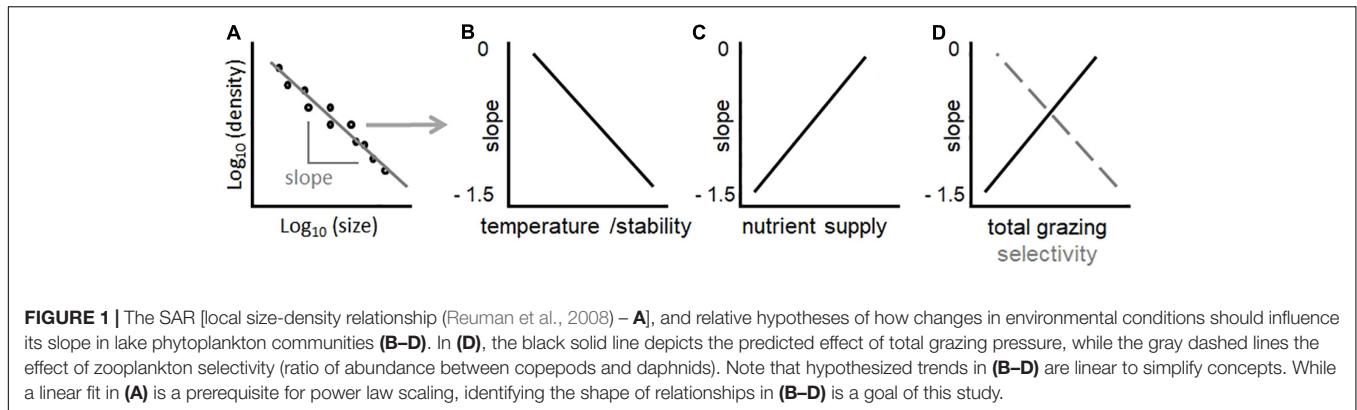 A
B
C
D
Log10 (density)
slope
Log10 (size)
0
slope
- 1.5
temperature /stability
0
slope
- 1.5
nutrient supply
0
slope
- 1.5
total grazing
selectivity
FIGURE 1 | The SAR [local size-density relationship (Reuman et al., 2008) – A], and relative hypotheses of how changes in environmental conditions should influence
its slope in lake phytoplankton communities (B–D). In (D), the black solid line depicts the predicted effect of total grazing pressure, while the gray dashed lines the
effect of zooplankton selectivity (ratio of abundance between copepods and daphnids). Note that hypothesized trends in (B–D) are linear to simplify concepts. While
a linear fit in (A) is a prerequisite for power law scaling, identifying the shape of relationships in (B–D) is a goal of this study.